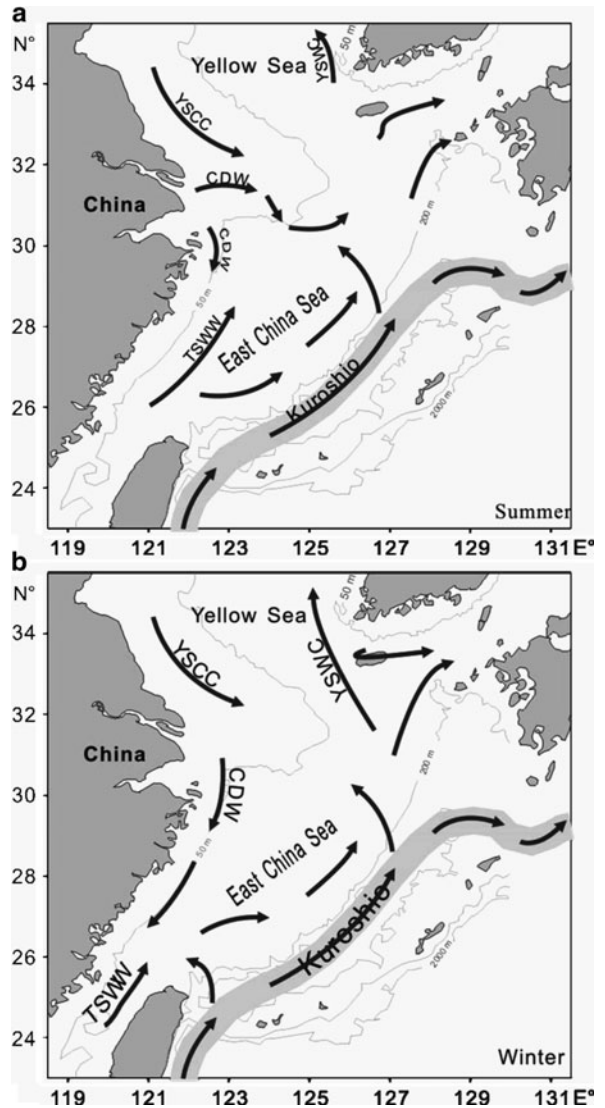 a
N°
34
32
30
28
26
24
Yellow Sea
50 m
YSWC
YSCC
CDW
China
CDW
200 m
50 m
TSWW
East China Sea
Kuroshio
2000 m
Summer
119 121 123 125 127 129 131E°
b
N°
34
32
30
28
26
24
Yellow Sea
50 m
YSCC
YSWC
China
CDW
200 m
50 m
East China Sea
Kuroshio
TSWW
2000 m
Winter
119 121 123 125 127 129 131E°